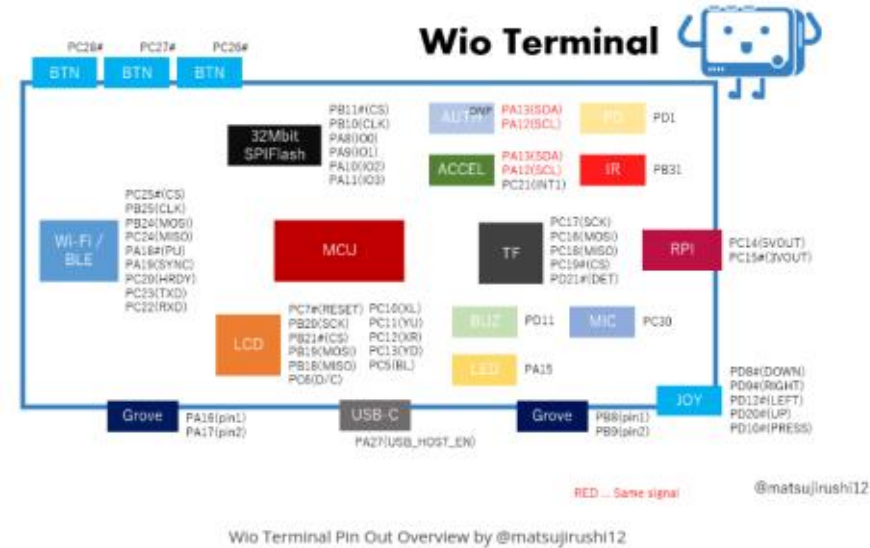 Wio Terminal
PC28# PC27# PC26#
BTN BTN BTN
32Mbit
SPIFlash
PB11#(CS)
PB10(CLK)
PA8(IO0)
PA9(IO1)
PA10(IO2)
PA11(IO3)
AUTH
DNP
PA13(SDA)
PA12(SCL)
PD
PD1
ACCEL
PA13(SDA)
PA12(SCL)
PC21(INT1)
IR
PB31
Wi-Fi /
BLE
PC25#(CS)
PB25(CLK)
PB24(MOSI)
PC24(MISO)
PA18#(PU)
PA19(SYNC)
PC20(HRDY)
PC23(TXD)
PC22(RXD)
MCU
TF
PC17(SCK)
PC16(MOSI)
PC18(MISO)
PC19#(CS)
PD21#(DET)
RPI
PC14(5VOUT)
PC15#(3VOUT)
LCD
PC7#(RESET) PC10(XL)
PB20(SCK) PC11(YU)
PB21#(CS) PC12(XR)
PB19(MOSI) PC13(YD)
PB18(MISO) PC5(BL)
PC6(D/C)
BUZ
PD11
MIC
PC30
LED
PA15
JOY
PD8#(DOWN)
PD9#(RIGHT)
PD12#(LEFT)
PD20#(UP)
PD10#(PRESS)
Grove
PA16(pin1)
PA17(pin2)
USB-C
PA27(USB_HOST_EN)
Grove
PB8(pin1)
PB9(pin2)
RED ... Same signal
@matsujirushi12
Wio Terminal Pin Out Overview by @matsujirushi12